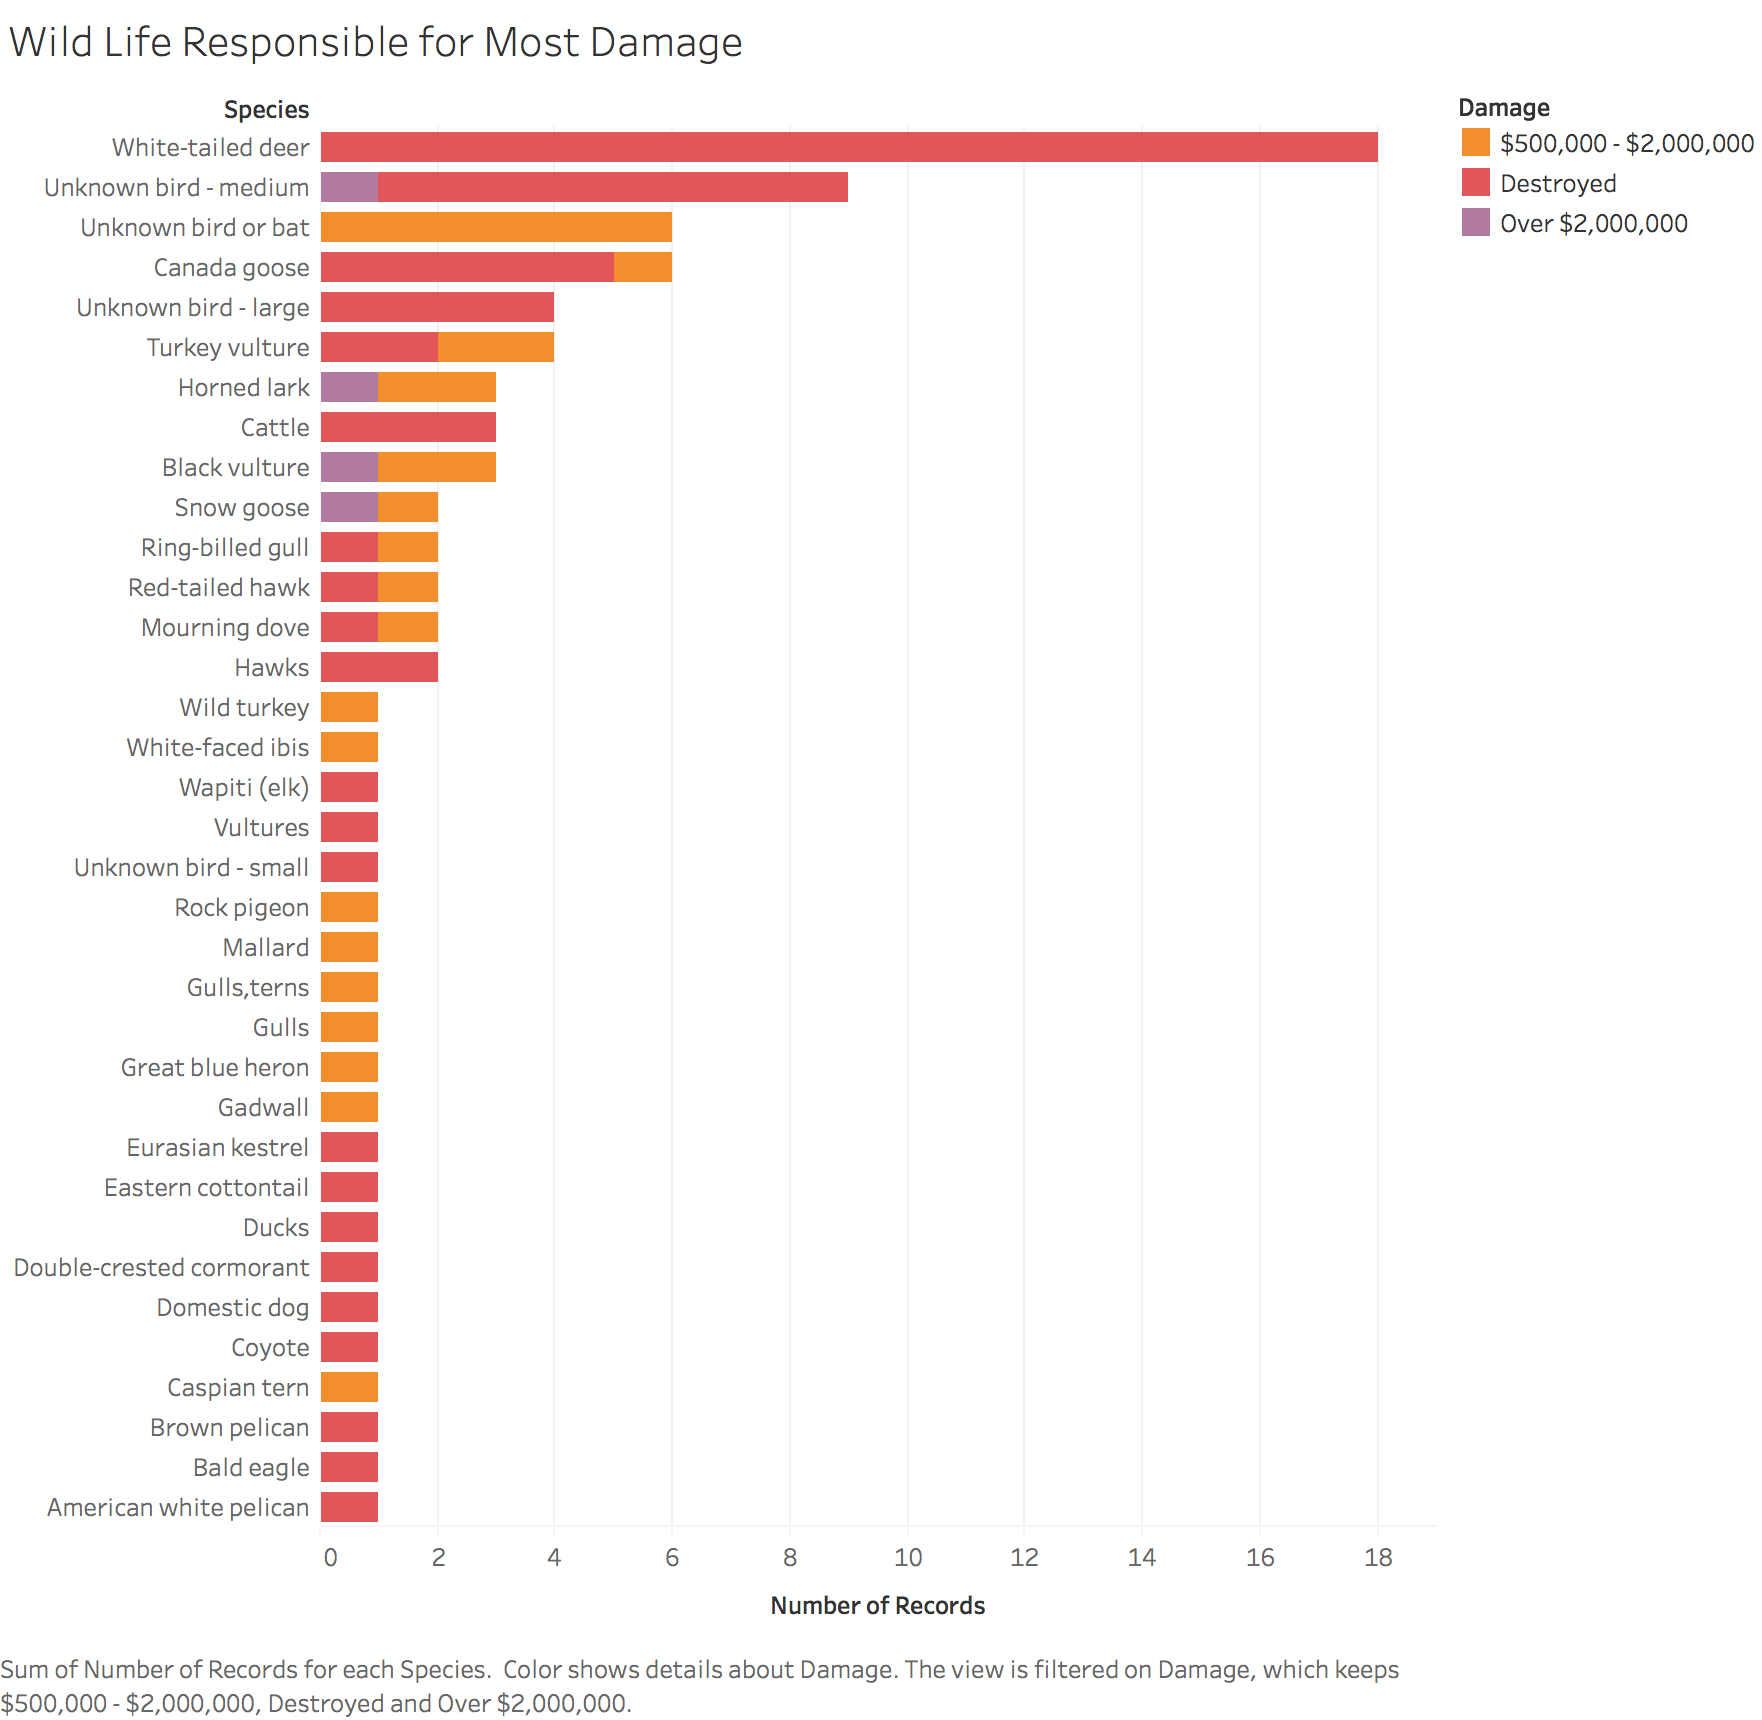 Wild Life Responsible for Most Damage
Species
White-tailed deer
Unknown bird - medium
Unknown bird or bat
Canada goose
Unknown bird - large
Turkey vulture
Horned lark
Cattle
Black vulture
Snow goose
Ring-billed gull
Red-tailed hawk
Mourning dove
Hawks
Wild turkey
White-faced ibis
Wapiti (elk)
Vultures
Unknown bird - small
Rock pigeon
Mallard
Gulls,terns
Gulls
Great blue heron
Gadwall
Eurasian kestrel
Eastern cottontail
Ducks
Double-crested cormorant
Domestic dog
Coyote
Caspian tern
Brown pelican
Bald eagle
American white pelican
0 2 4 6 8 10 12 14 16 18
Number of Records
Damage
$500,000 - $2,000,000
Destroyed
Over $2,000,000
Sum of Number of Records for each Species.  Color shows details about Damage. The view is filtered on Damage, which keeps
$500,000 - $2,000,000, Destroyed and Over $2,000,000.